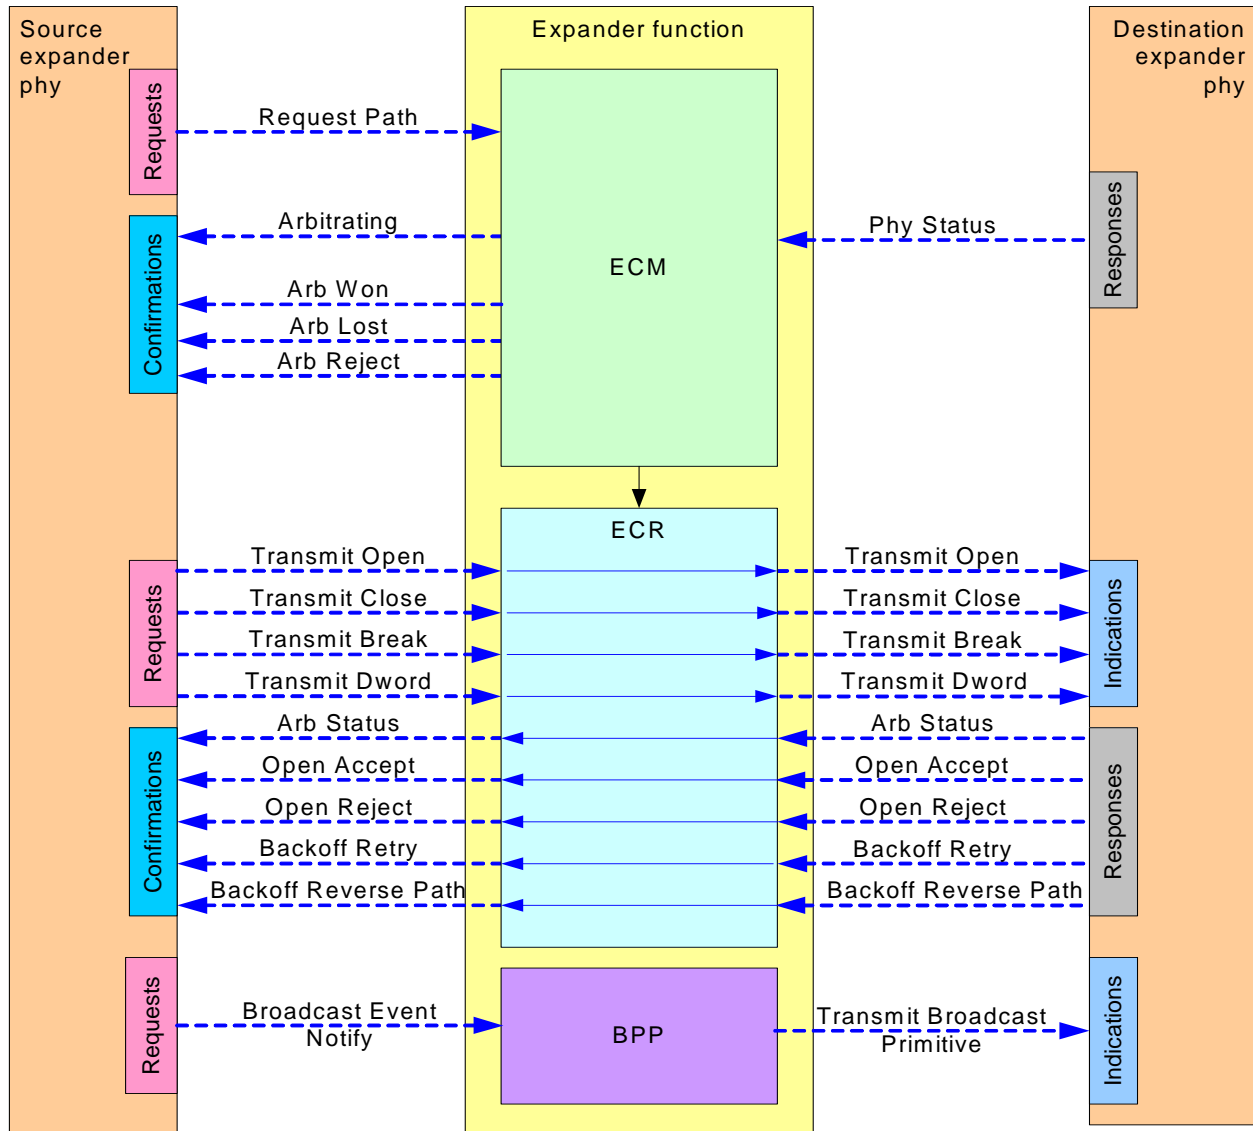 Source
expander
phy
Expander function
Destination
expander
phy
Requests
Request Path
Confirmations
Arbitrating
Arb Won
Arb Lost
Arb Reject
ECM
Phy Status
Responses
ECR
Requests
Transmit Open
Transmit Close
Transmit Break
Transmit Dword
Transmit Open
Transmit Close
Transmit Break
Transmit Dword
Indications
Confirmations
Arb Status
Open Accept
Open Reject
Backoff Retry
Backoff Reverse Path
Arb Status
Open Accept
Open Reject
Backoff Retry
Backoff Reverse Path
Responses
Requests
Broadcast Event
Notify
BPP
Transmit Broadcast
Primitive
Indications